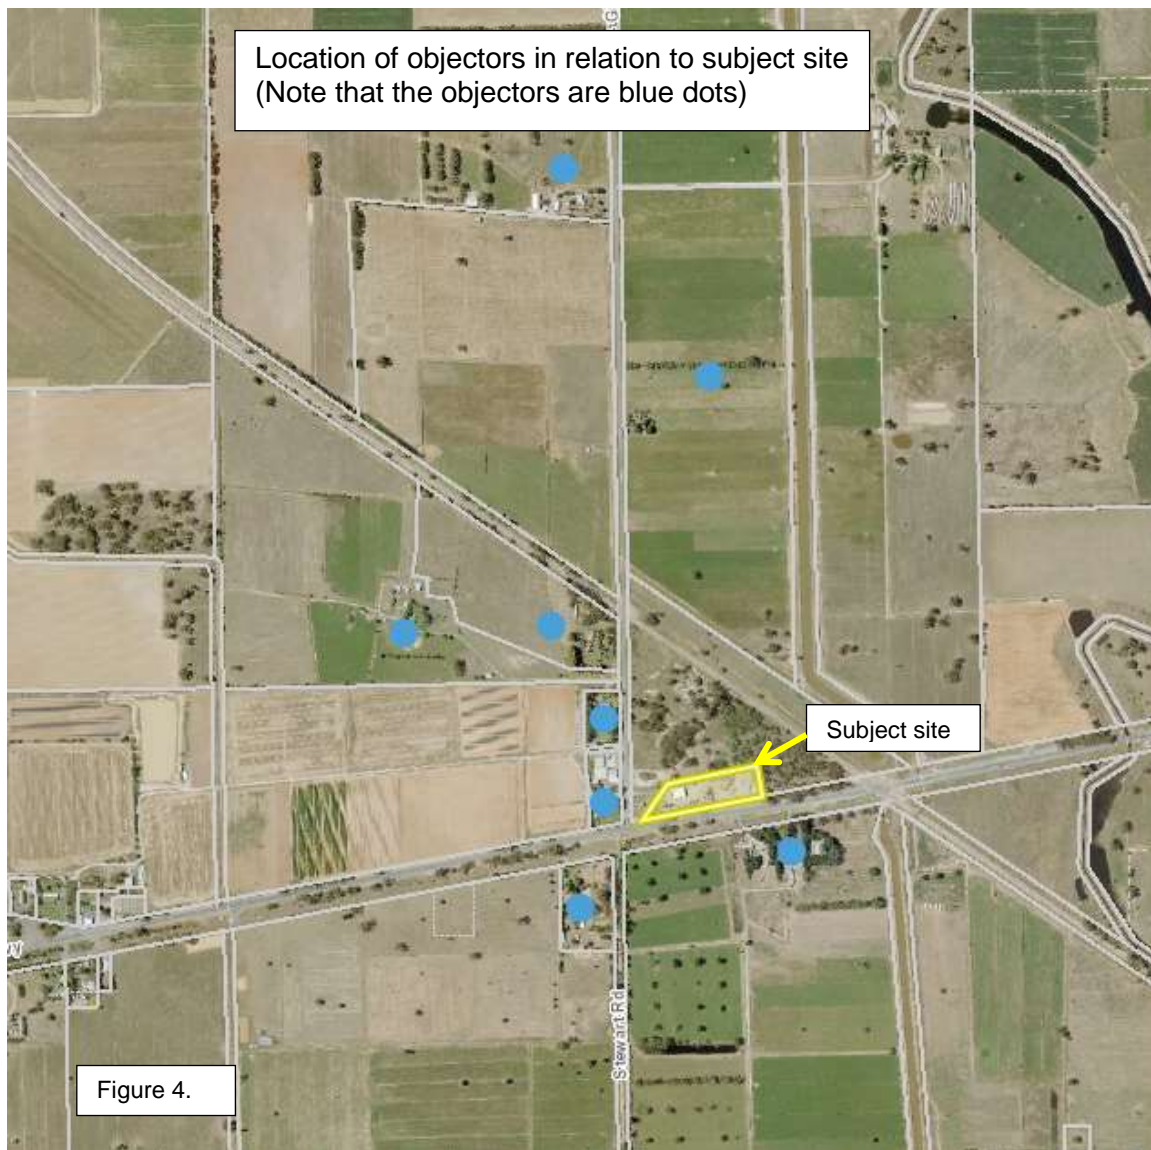 Location of objectors in relation to subject site
(Note that the objectors are blue dots)
Subject site
Stewart Rd
Figure 4.